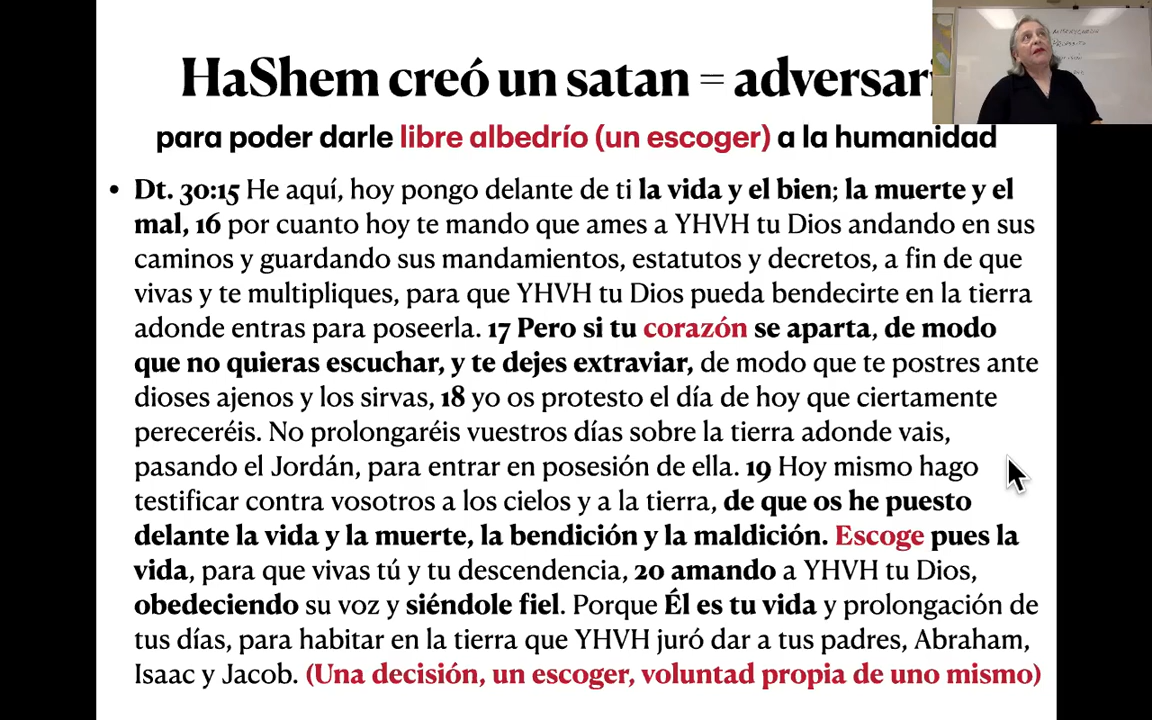 HaShem creó un satan = adversari
para poder darle libre albedrío (un escoger) a la humanidad
• Dt. 30:15 He aquí, hoy pongo delante de ti la vida y el bien; la muerte y el
mal, 16 por cuanto hoy te mando que ames a YHVH tu Dios andando en sus
caminos y guardando sus mandamientos, estatutos y decretos, a fin de que
vivas y te multipliques, para que YHVH tu Dios pueda bendecirte en la tierra
adonde entras para poseerla. 17 Pero si tu corazón se aparta, de modo
que no quieras escuchar, y te dejes extraviar, de modo que te postres ante
dioses ajenos y los sirvas, 18 yo os protesto el día de hoy que ciertamente
pereceréis. No prolongaréis vuestros días sobre la tierra adonde vais,
pasando el Jordán, para entrar en posesión de ella. 19 Hoy mismo hago
testificar contra vosotros a los cielos y a la tierra, de que os he puesto
delante la vida y la muerte, la bendición y la maldición. Escoge pues la
vida, para que vivas tú y tu descendencia, 20 amando a YHVH tu Dios,
obedeciendo su voz y siéndole fiel. Porque Él es tu vida y prolongación de
tus días, para habitar en la tierra que YHVH juró dar a tus padres, Abraham,
Isaac y Jacob. (Una decisión, un escoger, voluntad propia de uno mismo)